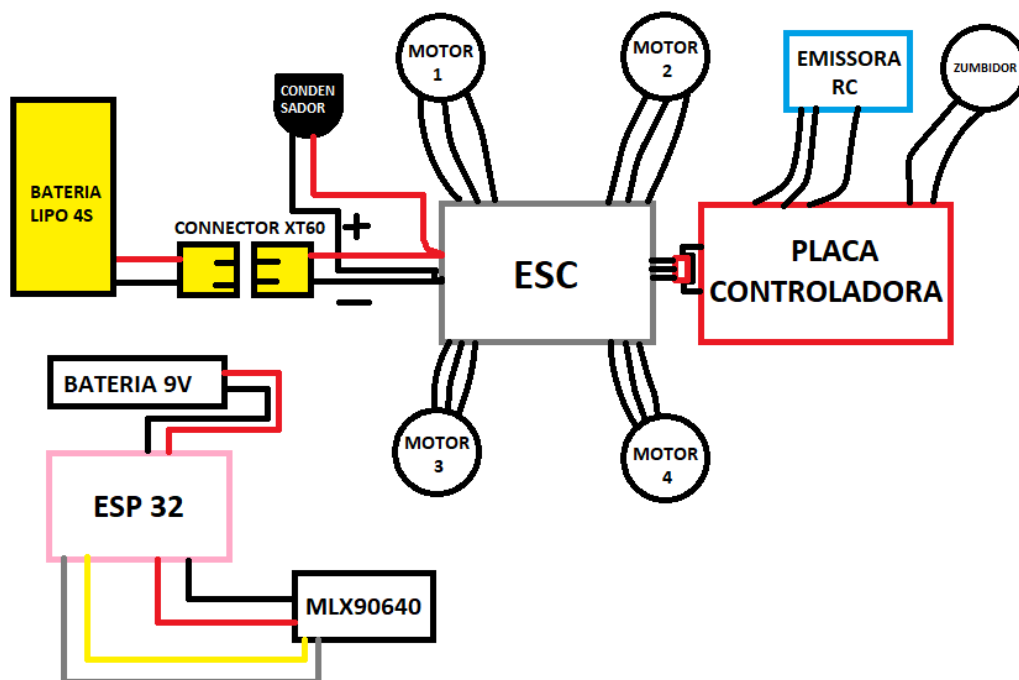 MOTOR
1
MOTOR
2
EMISSORA
RC
ZUMBIDOR
CONDEN
SADOR
BATERIA
LIPO 4S
CONNECTOR XT60
+
ESC
PLACA
CONTROLADORA
−
BATERIA 9V
MOTOR
3
MOTOR
4
ESP 32
MLX90640